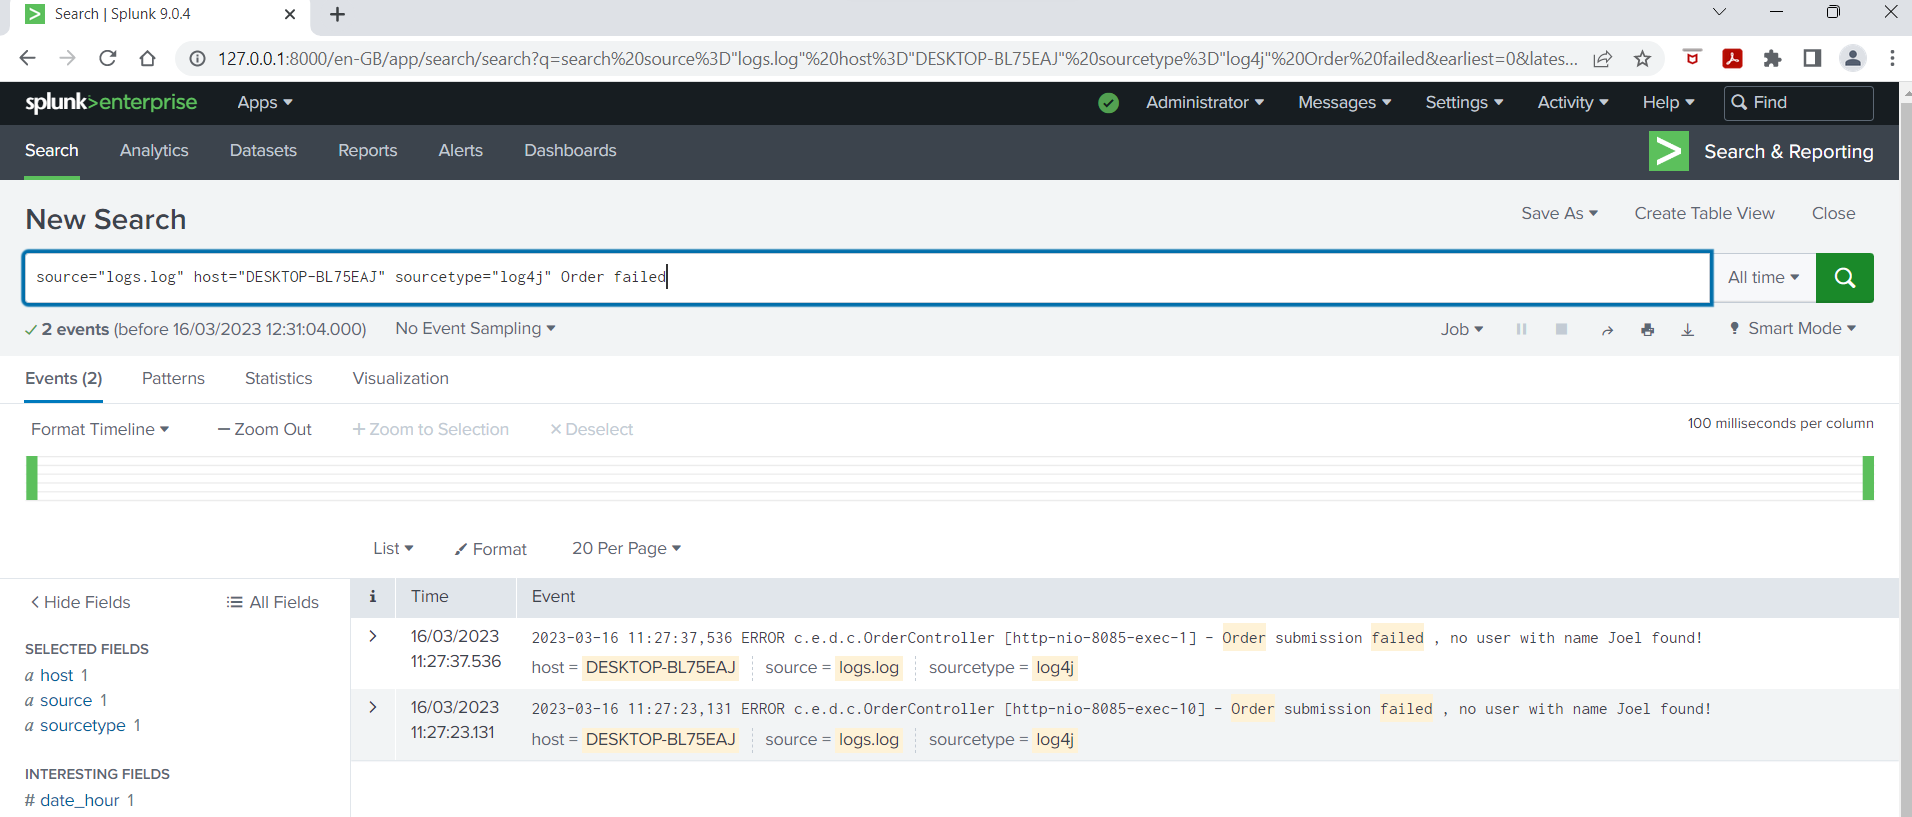 Search | Splunk 9.0.4
127.0.0.1:8000/en-GB/app/search/search?q=search%20source%3D"logs.log"%20host%3D"DESKTOP-BL75EAJ"%20sourcetype%3D"log4j"%20Order%20failed&earliest=0&lates...
splunk>enterprise Apps Administrator Messages Settings Activity Help Find
Search Analytics Datasets Reports Alerts Dashboards Search & Reporting
New Search Save As Create Table View Close
source="logs.log" host="DESKTOP-BL75EAJ" sourcetype="log4j" Order failed All time
2 events (before 16/03/2023 12:31:04.000) No Event Sampling Job Smart Mode
Events (2) Patterns Statistics Visualization
Format Timeline Zoom Out Zoom to Selection Deselect 100 milliseconds per column
List Format 20 Per Page
Hide Fields All Fields i Time Event
SELECTED FIELDS
a host 1
a source 1
a sourcetype 1
INTERESTING FIELDS
# date_hour 1
16/03/2023 2023-03-16 11:27:37,536 ERROR c.e.d.c.OrderController [http-nio-8085-exec-1] - Order submission failed , no user with name Joel found!
11:27:37.536 host = DESKTOP-BL75EAJ source = logs.log sourcetype = log4j
16/03/2023 2023-03-16 11:27:23,131 ERROR c.e.d.c.OrderController [http-nio-8085-exec-10] - Order submission failed , no user with name Joel found!
11:27:23.131 host = DESKTOP-BL75EAJ source = logs.log sourcetype = log4j